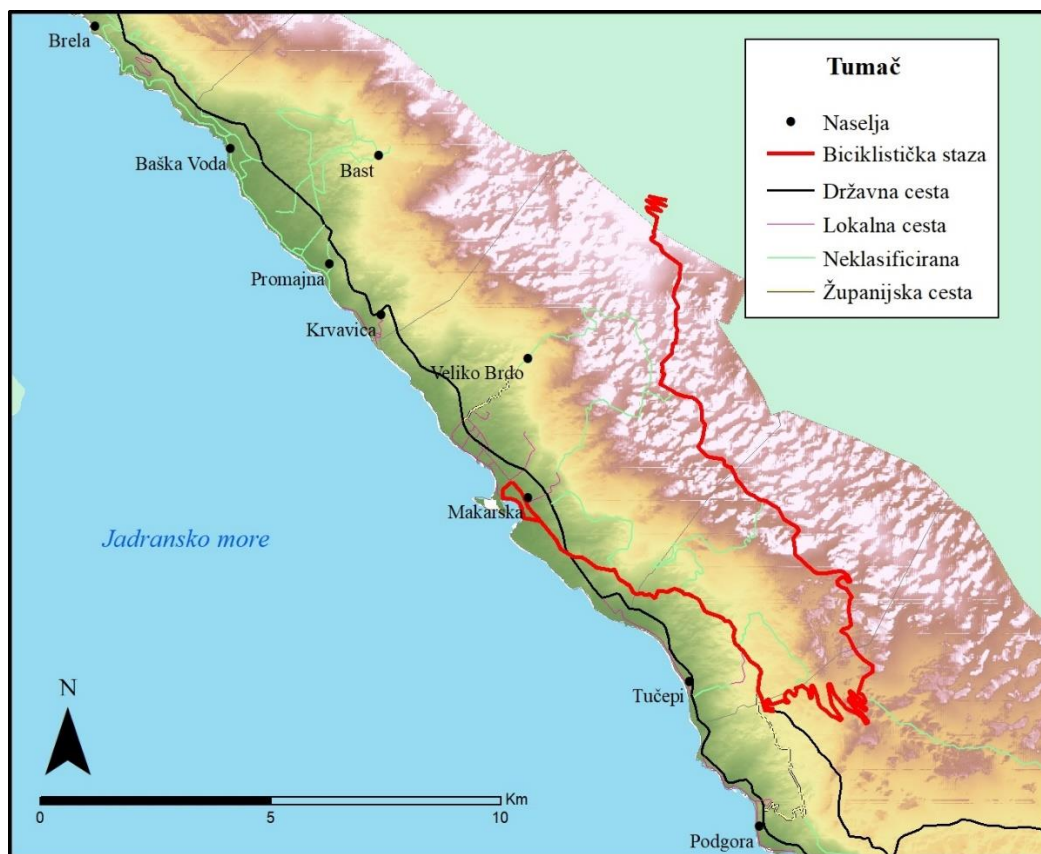 Brela
Baška Voda
Bast
Promajna
Krvavica
Veliko Brdo
Makarska
Jadransko more
Tučepi
Podgora
N
Km
0
5
10
Tumač
Naselja
Biciklistička staza
Državna cesta
Lokalna cesta
Neklasificirana
Županijska cesta